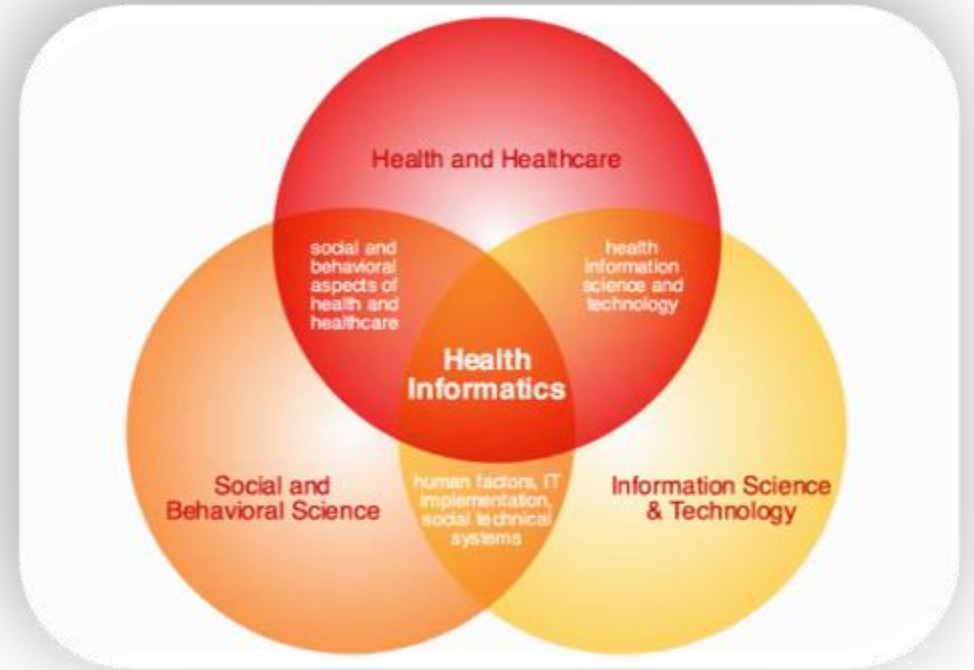 Health and Healthcare
social and
behavioral
aspects of
health and
healthcare
health
information
science and
technology
Health
Informatics
Social and
Behavioral Science
human factors, IT
implementation,
social technical
systems
Information Science
& Technology